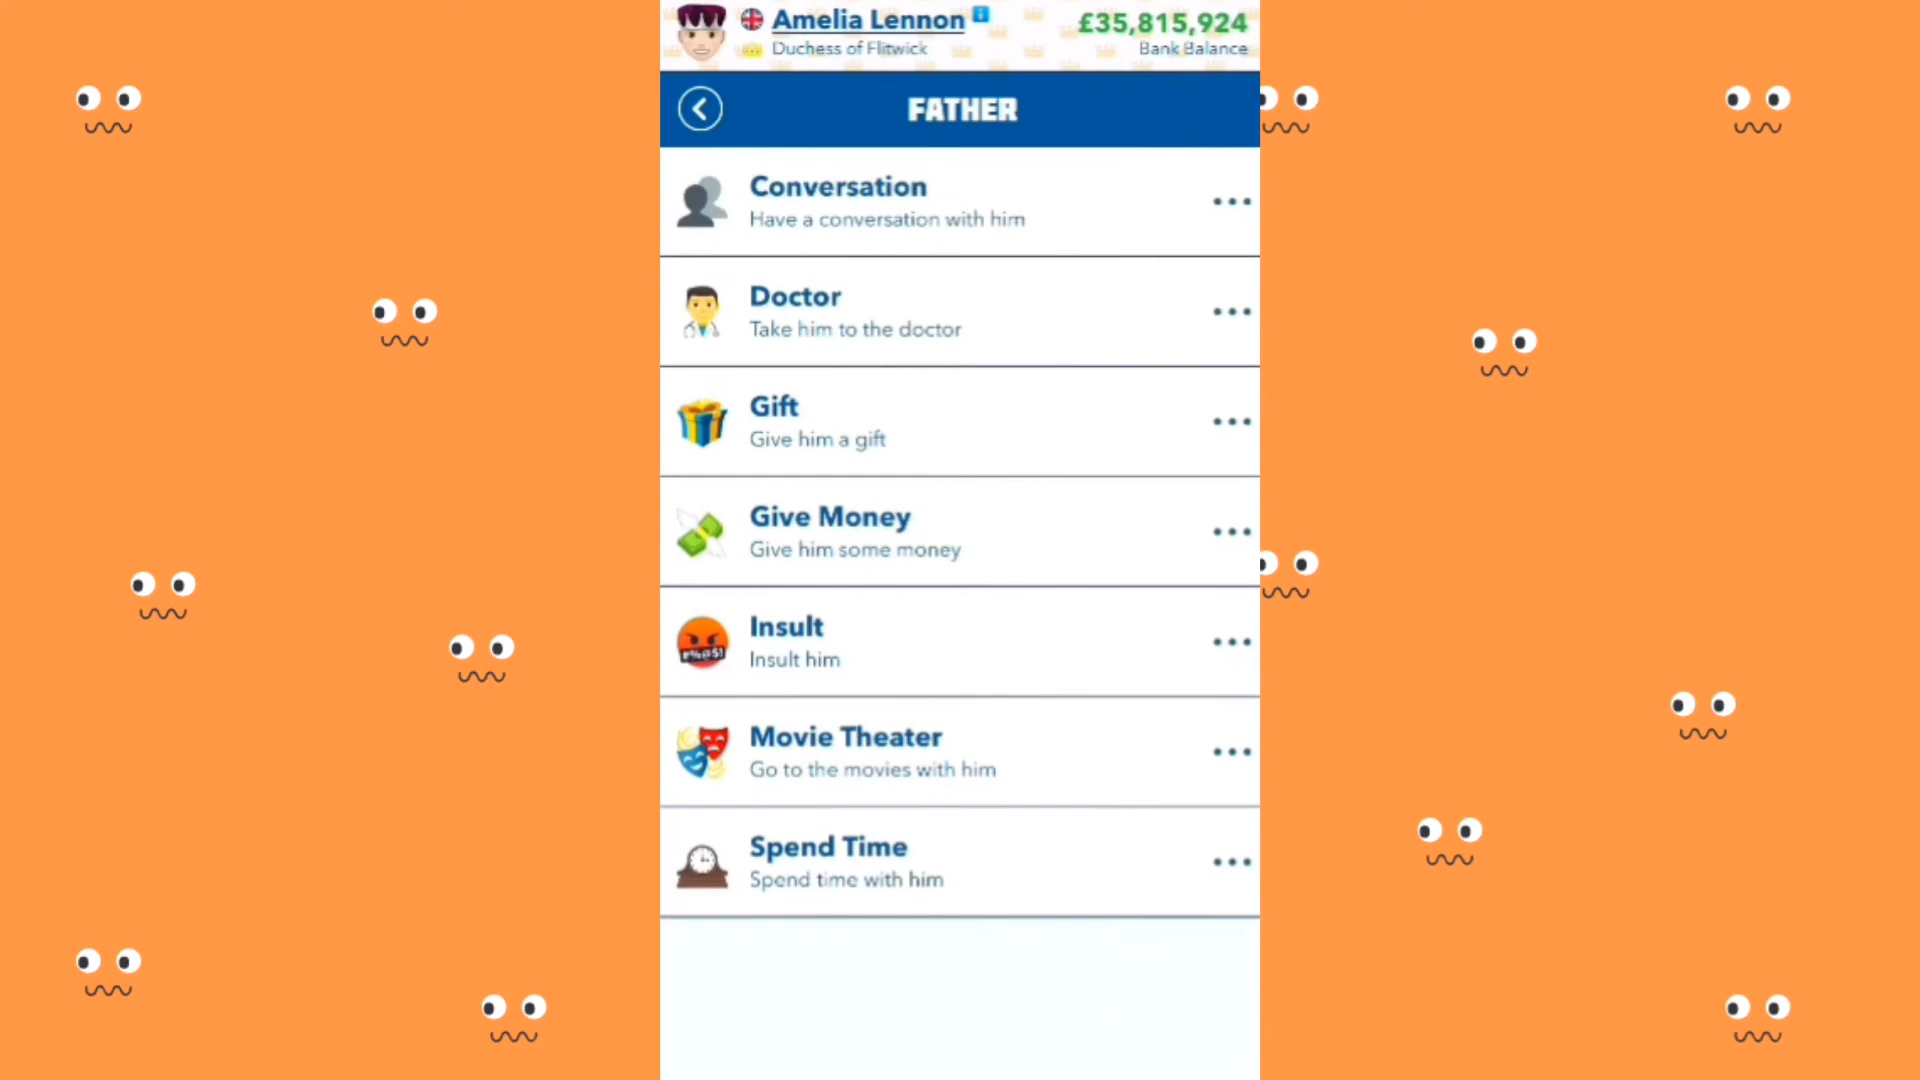 Amelia Lennon
£35,815,924
Duchess of Flitwick
Bank Balance
FATHER
Conversation
Have a conversation with him
Doctor
Take him to the doctor
Gift
Give him a gift
Give Money
Give him some money
Insult
#%@$!
Insult him
Movie Theater
Go to the movies with him
Spend Time
Spend time with him